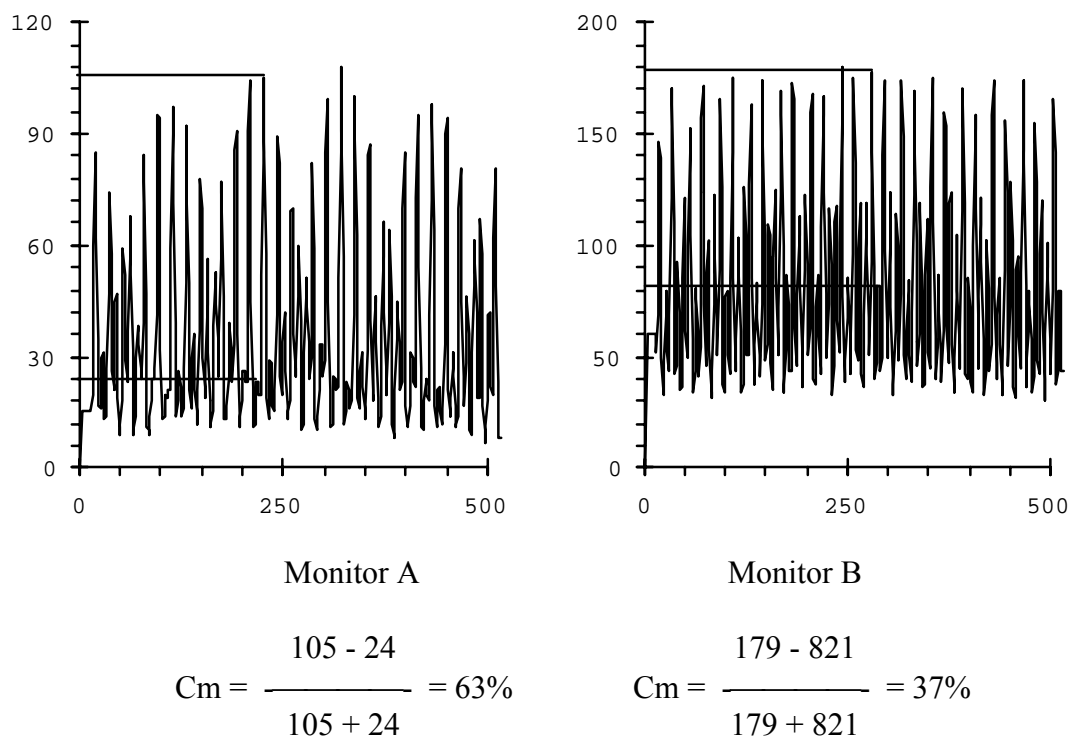 120
90
60
30
0
0 250 500
200
150
100
50
0
0 250 500
Monitor A
Monitor B
105 - 24
Cm = = 63%
105 + 24
179 - 821
Cm = = 37%
179 + 821